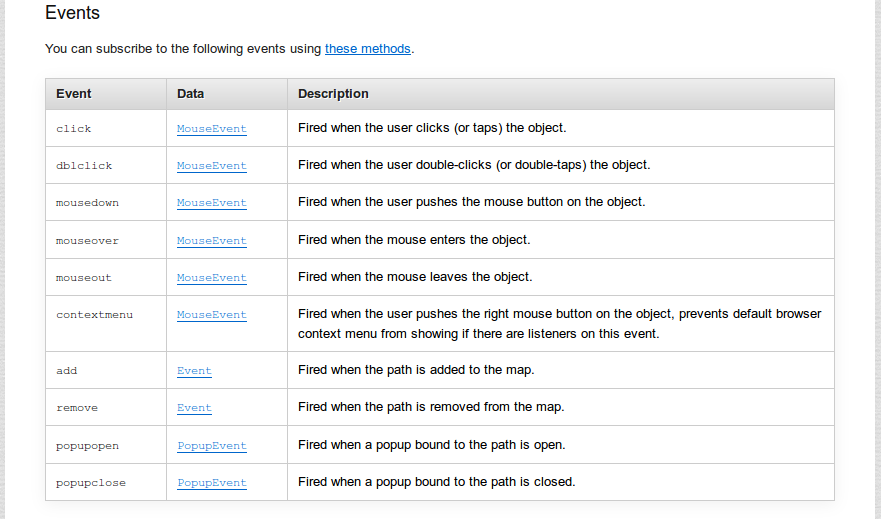 Events
You can subscribe to the following events using these methods.
Event Data Description
click MouseEvent Fired when the user clicks (or taps) the object.
dblclick MouseEvent Fired when the user double-clicks (or double-taps) the object.
mousedown MouseEvent Fired when the user pushes the mouse button on the object.
mouseover MouseEvent Fired when the mouse enters the object.
mouseout MouseEvent Fired when the mouse leaves the object.
contextmenu MouseEvent Fired when the user pushes the right mouse button on the object, prevents default browser
context menu from showing if there are listeners on this event.
add Event Fired when the path is added to the map.
remove Event Fired when the path is removed from the map.
popupopen PopupEvent Fired when a popup bound to the path is open.
popupclose PopupEvent Fired when a popup bound to the path is closed.